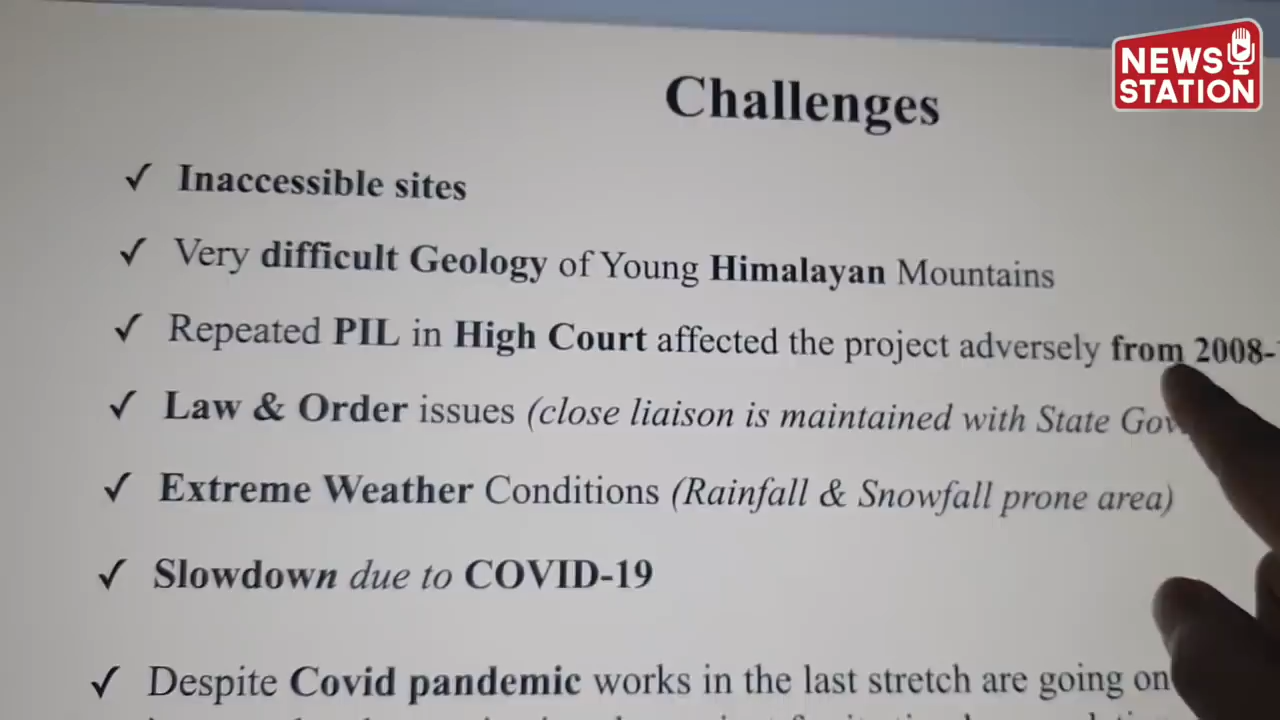 NEWS
STATION
Challenges
✓ Inaccessible sites
✓ Very difficult Geology of Young Himalayan Mountains
✓ Repeated PIL in High Court affected the project adversely from 2008-
✓ Law & Order issues (close liaison is maintained with State Gov
✓ Extreme Weather Conditions (Rainfall & Snowfall prone area)
✓ Slowdown due to COVID-19
✓ Despite Covid pandemic works in the last stretch are going on